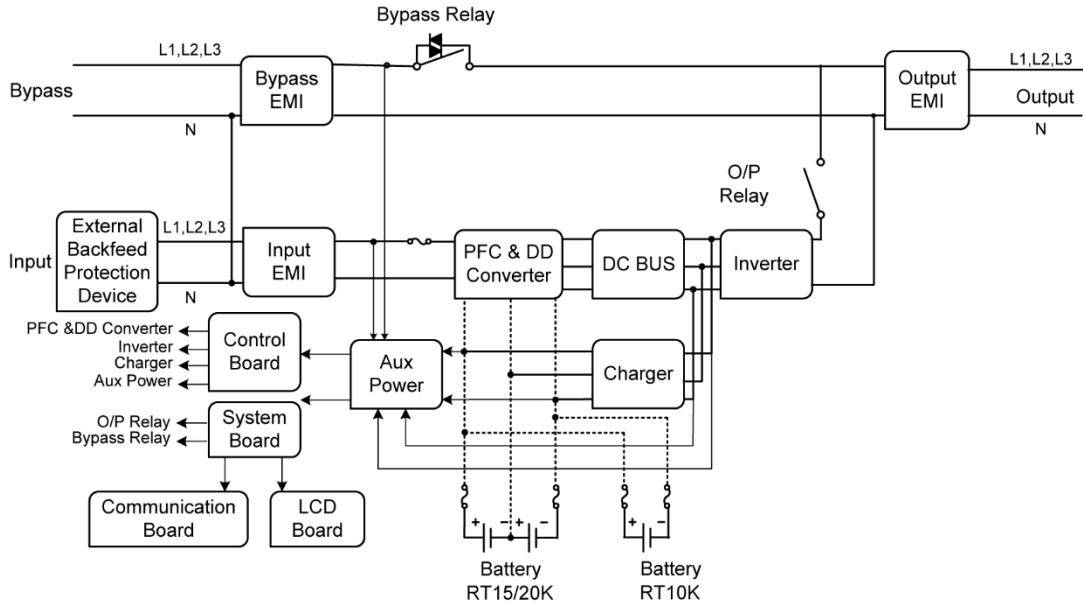 Bypass Relay
L1,L2,L3
Bypass
N
Bypass
EMI
Output
EMI
L1,L2,L3
Output
N
O/P
Relay
Input
External
Backfeed
Protection
Device
L1,L2,L3
N
Input
EMI
PFC & DD
Converter
DC BUS
Inverter
PFC &DD Converter
Inverter
Charger
Aux Power
Control
Board
Aux
Power
Charger
O/P Relay
Bypass Relay
System
Board
Communication
Board
LCD
Board
+ − + −
+ −
Battery
RT15/20K
Battery
RT10K